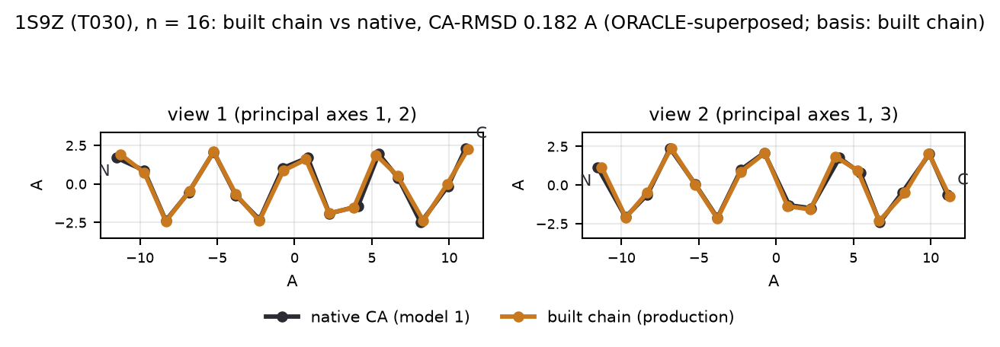 1S9Z (T030), n = 16: built chain vs native, CA-RMSD 0.182 A (ORACLE-superposed; basis: built chain)
view 1 (principal axes 1, 2)
view 2 (principal axes 1, 3)
C
2.5
0.0
−2.5
A
N
−10
−5
0
5
10
A
2.5
0.0
−2.5
A
N
C
−10
−5
0
5
10
A
native CA (model 1)
built chain (production)